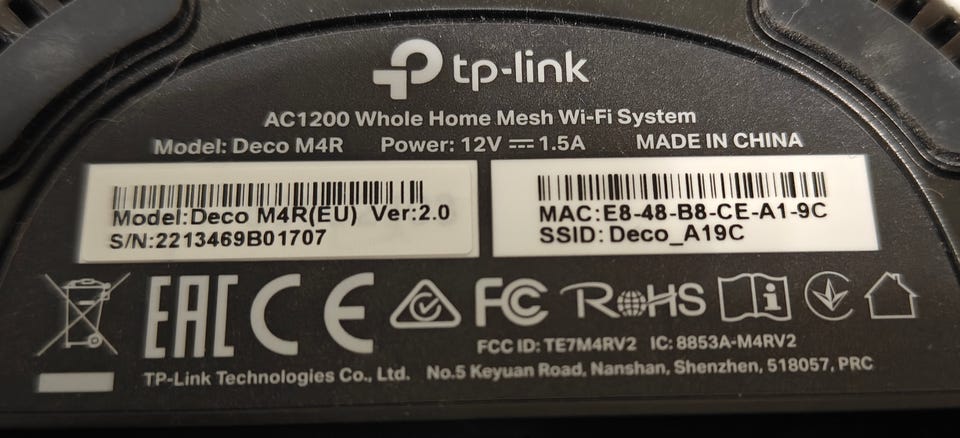 tp-link
AC1200 Whole Home Mesh Wi-Fi System
Model: Deco M4R Power: 12V 1.5A MADE IN CHINA
Model:Deco M4R(EU) Ver:2.0
S/N:2213469B01707
MAC:E8-48-B8-CE-A1-9C
SSID:Deco_A19C
EAC CE FC RoHS i
FCC ID: TE7M4RV2 IC: 8853A-M4RV2
TP-Link Technologies Co., Ltd. No.5 Keyuan Road, Nanshan, Shenzhen, 518057, PRC